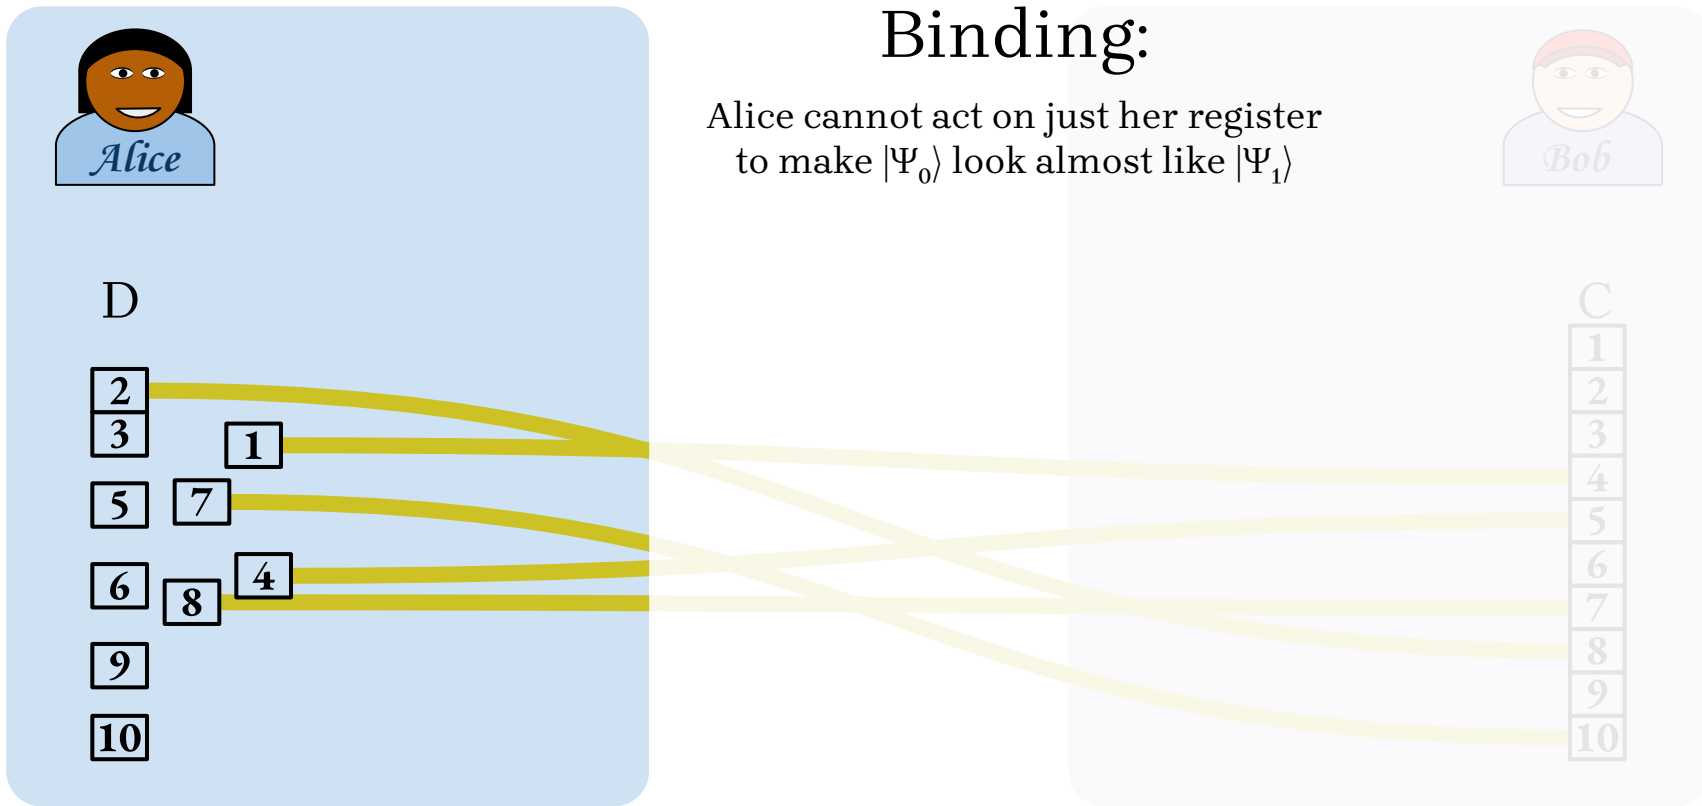 Binding:
Alice cannot act on just her register
to make |Ψ₀⟩ look almost like |Ψ₁⟩
Alice
D
2
3
1
5
7
6
8
4
9
10
Bob
C
1
2
3
4
5
6
7
8
9
10